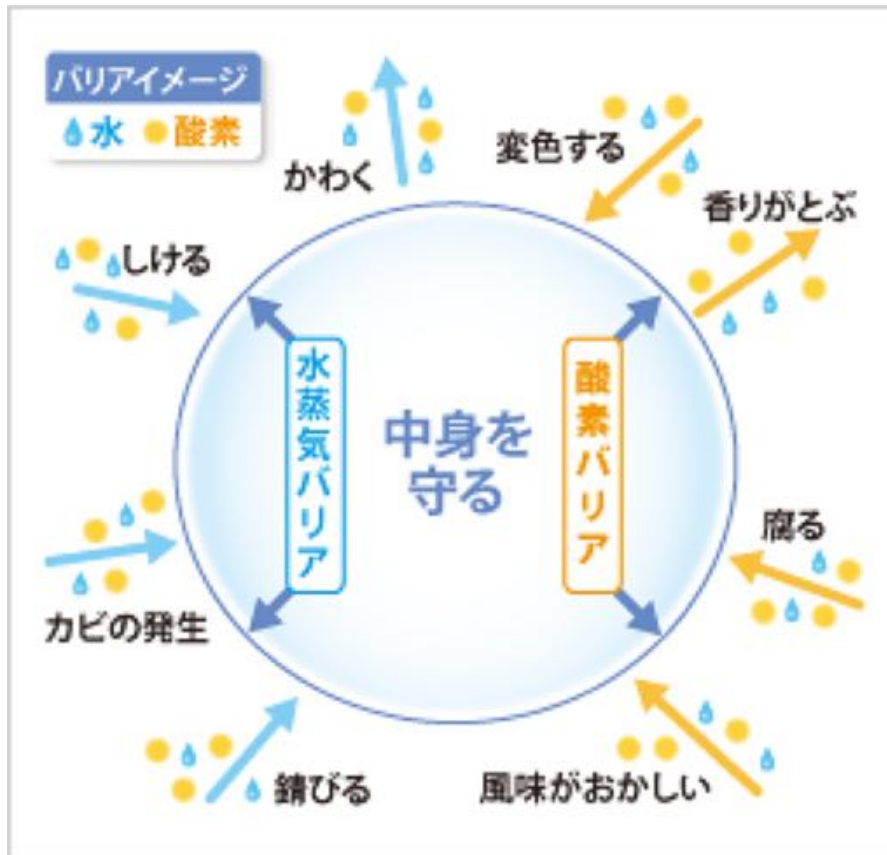 バリアイメージ
水 酸素
かわく
変色する
香りがとぶ
しける
水蒸気バリア
中身を
守る
酸素バリア
腐る
カビの発生
錆びる
風味がおかしい